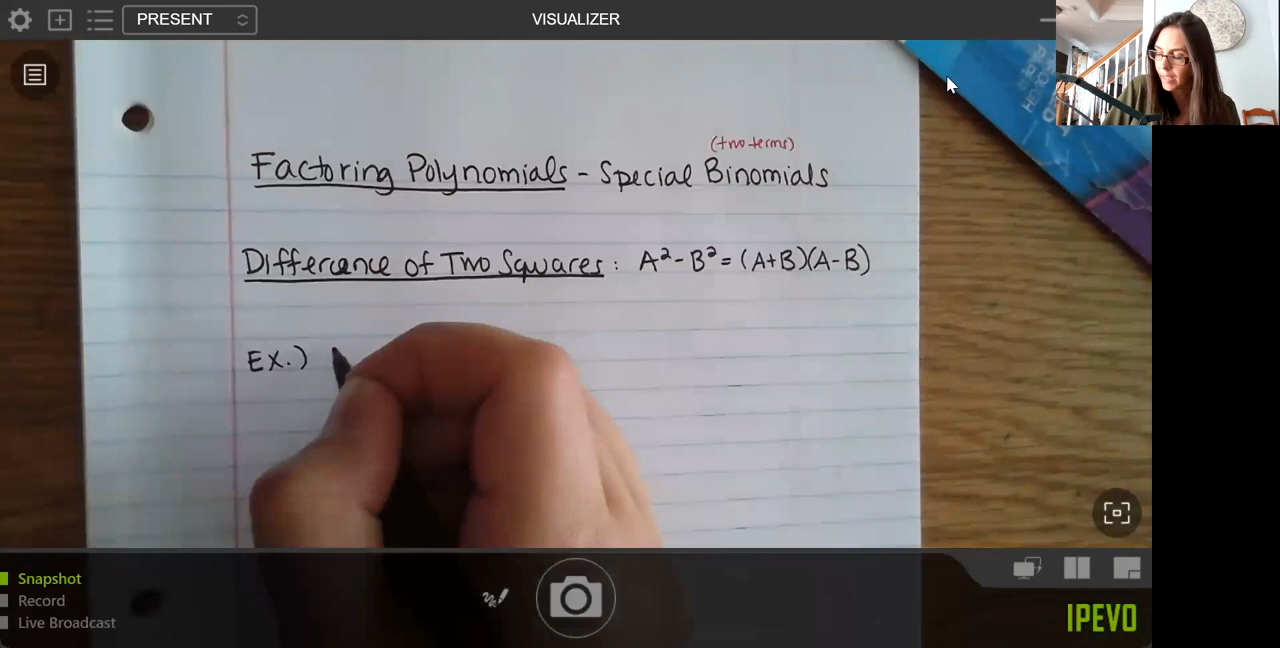 PRESENT
VISUALIZER
(two terms)
Factoring Polynomials - Special Binomials
Difference of Two Squares : A² - B² = (A+B)(A-B)
EX.)
Snapshot
Record
Live Broadcast
IPEVO